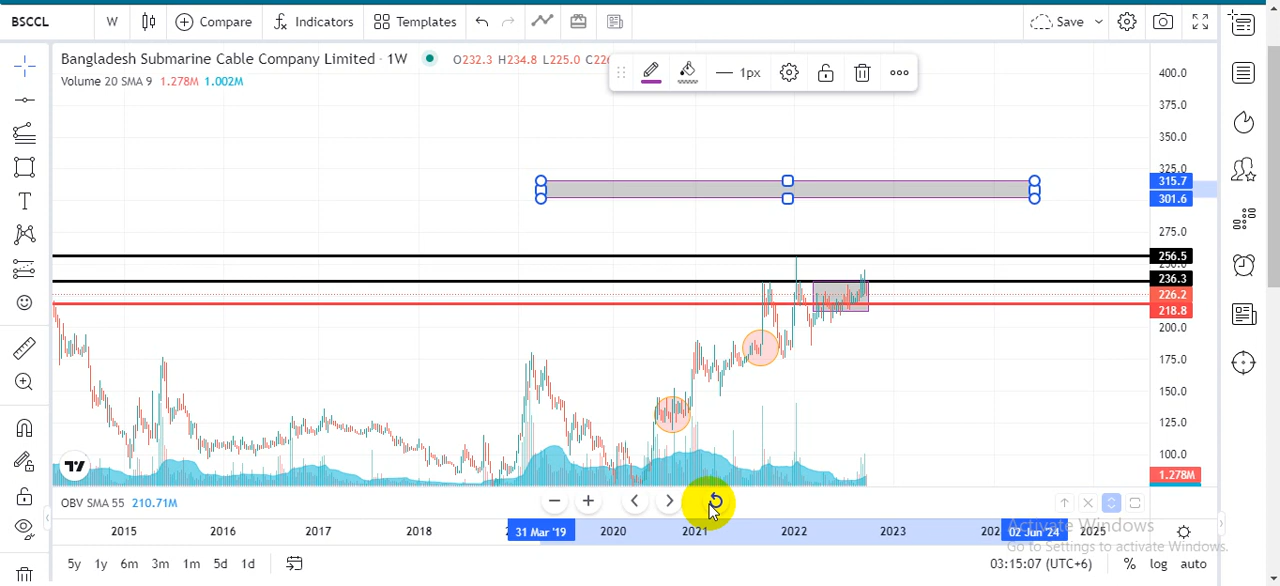 BSCCL W Compare Indicators Templates Save
Bangladesh Submarine Cable Company Limited · 1W O232.3 H234.8 L225.0
Volume 20 SMA 9 1.278M 1.002M
1px
400.0
375.0
350.0
325.0
315.7
301.6
275.0
256.5
236.3
226.2
218.8
200.0
175.0
150.0
125.0
100.0
1.278M
OBV SMA 55 210.71M
2015 2016 2017 2018 31 Mar '19 2020 2021 2022 2023 02 Jun '24 2025
Activate Windows
Go to Settings to activate Windows.
5y 1y 6m 3m 1m 5d 1d 03:15:07 (UTC+6) % log auto